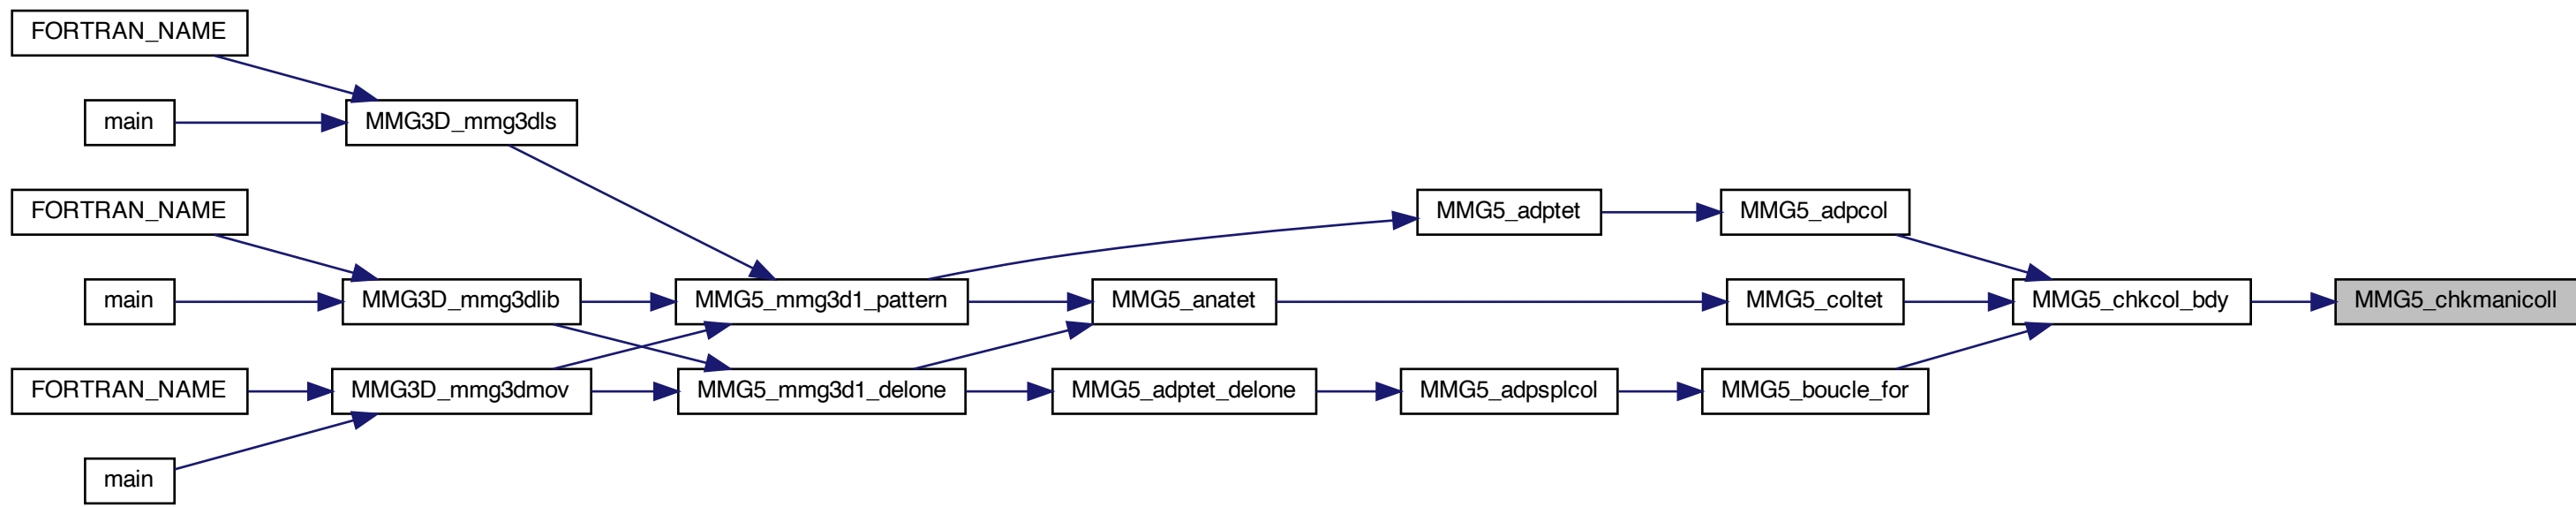 FORTRAN_NAME
main
MMG3D_mmg3dls
FORTRAN_NAME
MMG5_adptet
MMG5_adpcol
main
MMG3D_mmg3dlib
MMG5_mmg3d1_pattern
MMG5_anatet
MMG5_coltet
MMG5_chkcol_bdy
MMG5_chkmanicoll
FORTRAN_NAME
MMG3D_mmg3dmov
MMG5_mmg3d1_delone
MMG5_adptet_delone
MMG5_adpsplcol
MMG5_boucle_for
main